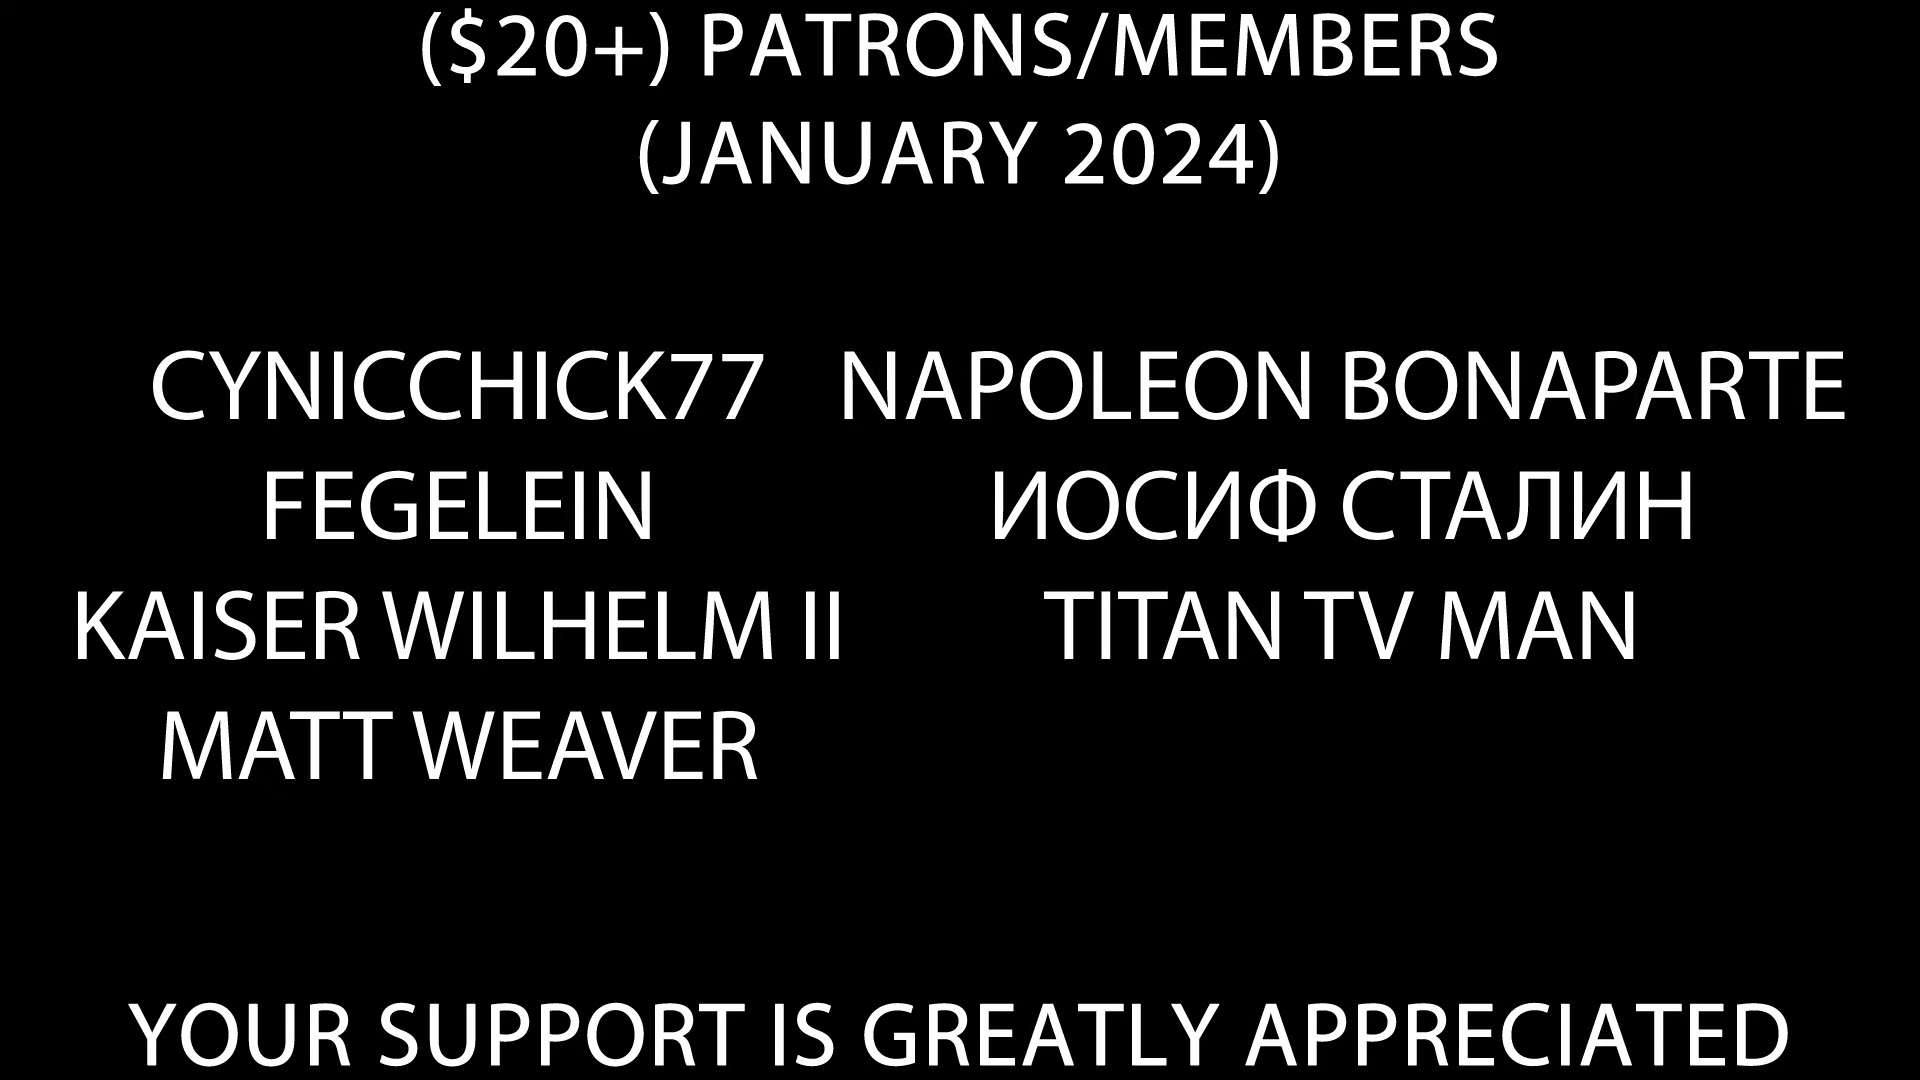 ($20+) PATRONS/MEMBERS
(JANUARY 2024)
CYNICCHICK77
FEGELEIN
KAISER WILHELM II
MATT WEAVER
NAPOLEON BONAPARTE
ИОСИФ СТАЛИН
TITAN TV MAN
YOUR SUPPORT IS GREATLY APPRECIATED